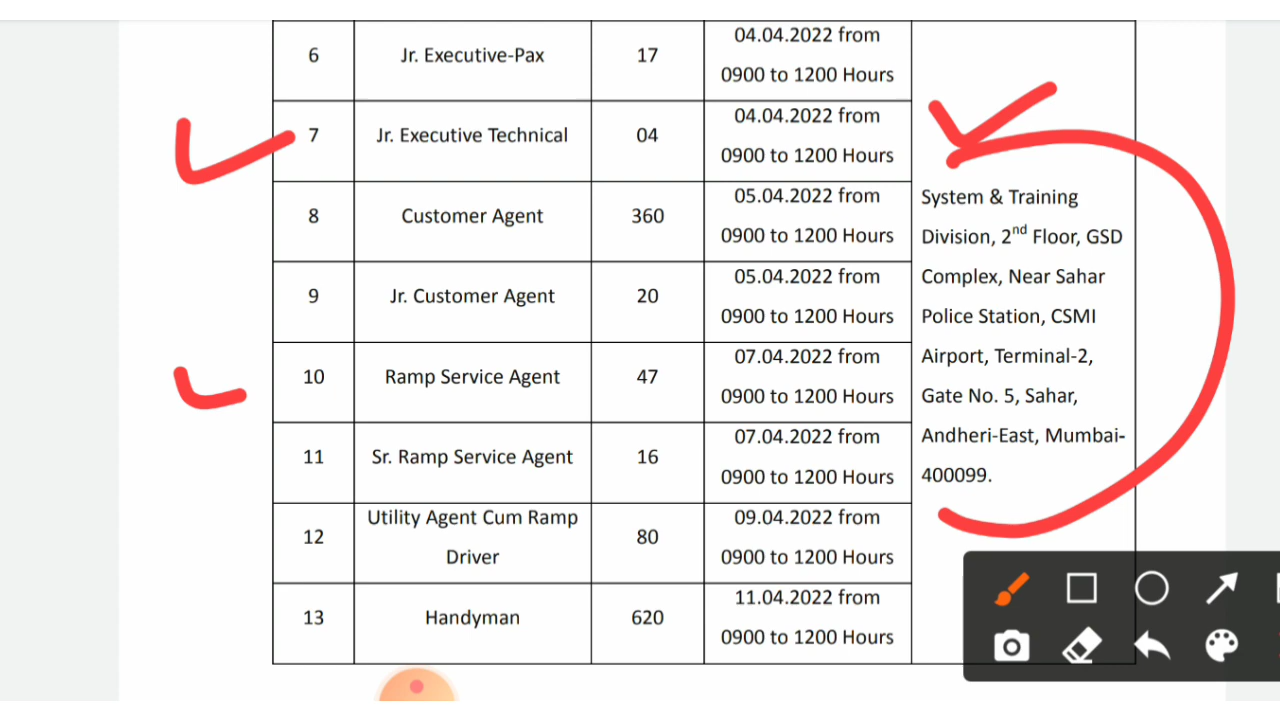 6 Jr. Executive-Pax 17 04.04.2022 from
0900 to 1200 Hours
7 Jr. Executive Technical 04 04.04.2022 from
0900 to 1200 Hours
8 Customer Agent 360 05.04.2022 from
0900 to 1200 Hours
9 Jr. Customer Agent 20 05.04.2022 from
0900 to 1200 Hours
10 Ramp Service Agent 47 07.04.2022 from
0900 to 1200 Hours
11 Sr. Ramp Service Agent 16 07.04.2022 from
0900 to 1200 Hours
12 Utility Agent Cum Ramp
Driver 80 09.04.2022 from
0900 to 1200 Hours
13 Handyman 620 11.04.2022 from
0900 to 1200 Hours
System & Training
Division, 2nd Floor, GSD
Complex, Near Sahar
Police Station, CSMI
Airport, Terminal-2,
Gate No. 5, Sahar,
Andheri-East, Mumbai-
400099.